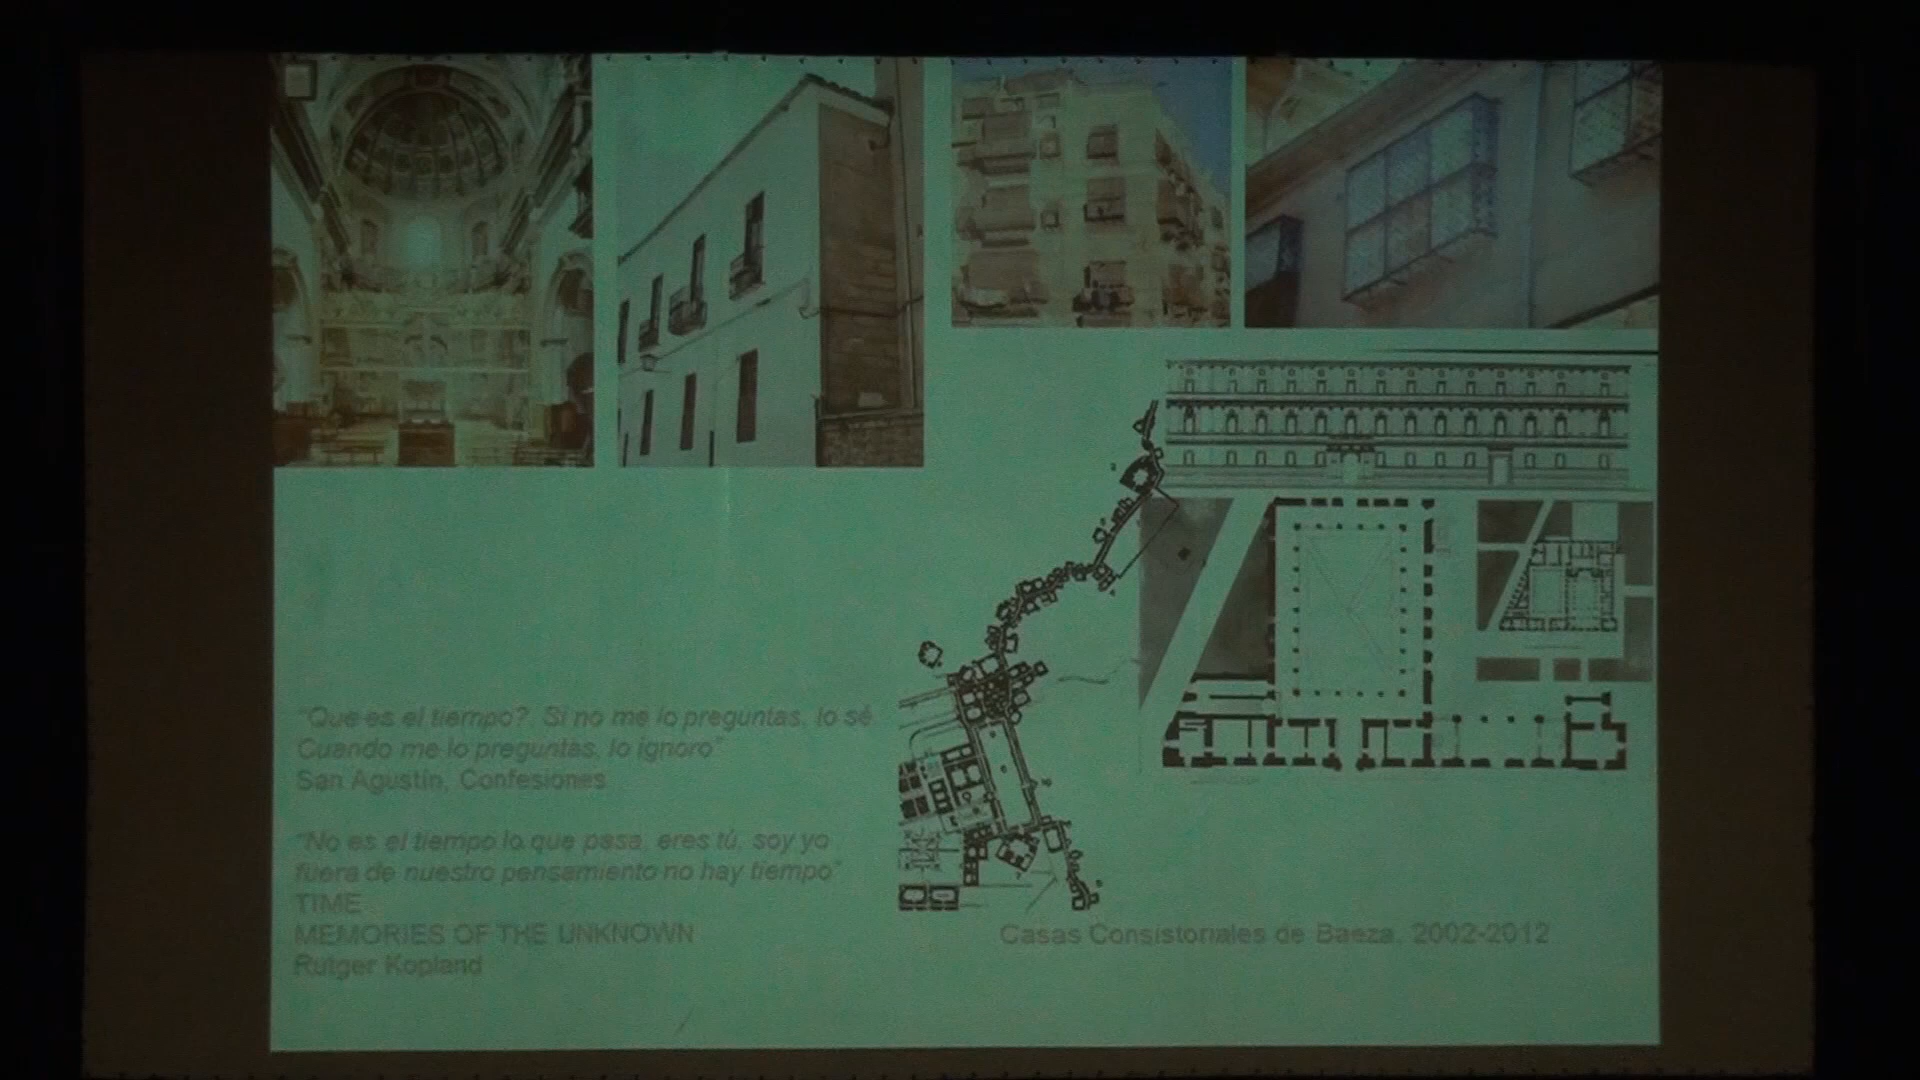 "Que es el tiempo?. Si no me lo preguntas, lo sé
Cuando me lo preguntas, lo ignoro"
San Agustín, Confesiones
"No es el tiempo lo que pasa, eres tú, soy yo
fuera de nuestro pensamiento no hay tiempo"
TIME
MEMORIES OF THE UNKNOWN
Rutger Kopland
Casas Consistoriales de Baeza, 2002-2012